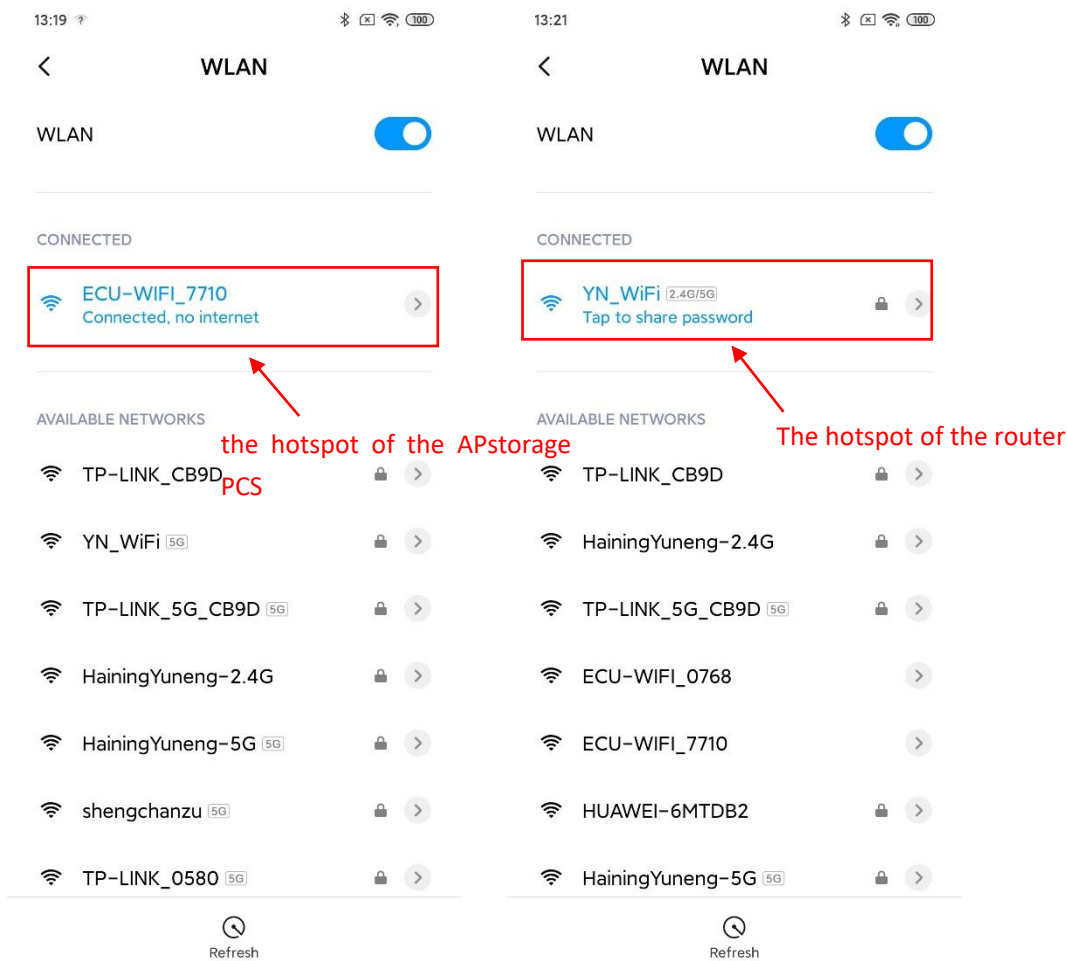 13:19
100
WLAN
WLAN
CONNECTED
ECU-WIFI_7710
Connected, no internet
AVAILABLE NETWORKS
the hotspot of the APstorage
PCS
TP-LINK_CB9D
YN_WiFi 5G
TP-LINK_5G_CB9D 5G
HainingYuneng-2.4G
HainingYuneng-5G 5G
shengchanzu 5G
TP-LINK_0580 5G
Refresh
13:21
100
WLAN
WLAN
CONNECTED
YN_WiFi 2.4G/5G
Tap to share password
AVAILABLE NETWORKS
The hotspot of the router
TP-LINK_CB9D
HainingYuneng-2.4G
TP-LINK_5G_CB9D 5G
ECU-WIFI_0768
ECU-WIFI_7710
HUAWEI-6MTDB2
HainingYuneng-5G 5G
Refresh